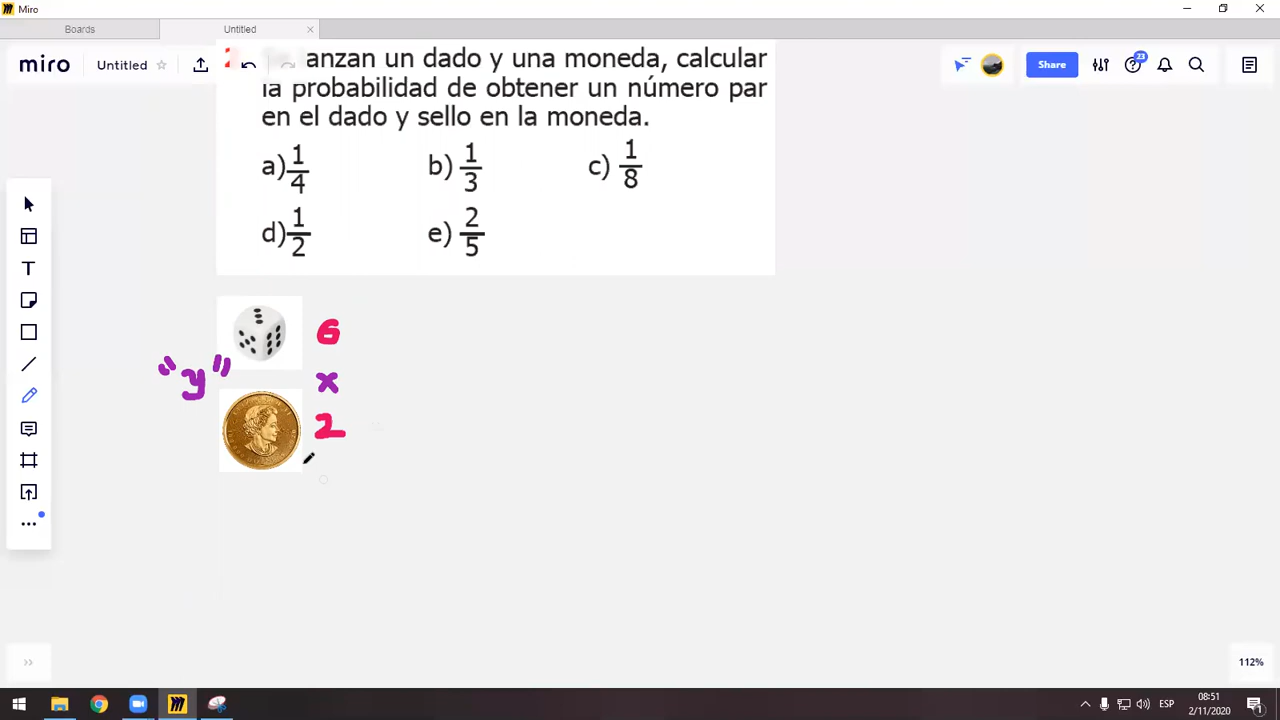 Miro
Boards
Untitled
miro
Untitled
Share
23
anzan un dado y una moneda, calcular
la probabilidad de obtener un número par
en el dado y sello en la moneda.
a) 1/4 b) 1/3 c) 1/8
d) 1/2 e) 2/5
6
"y" x
2
112%
ESP
08:51
2/11/2020